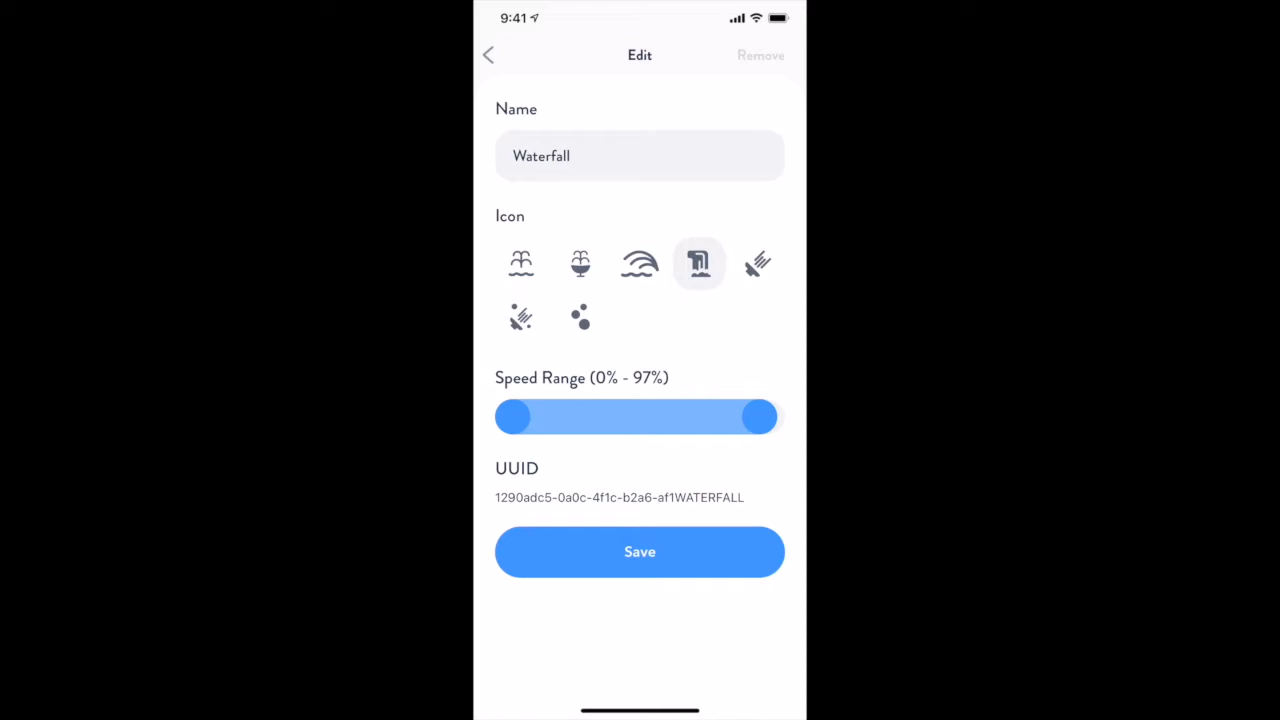 9:41
Edit
Remove
Name
Waterfall
Icon
Speed Range (0% - 97%)
UUID
1290adc5-0a0c-4f1c-b2a6-af1WATERFALL
Save